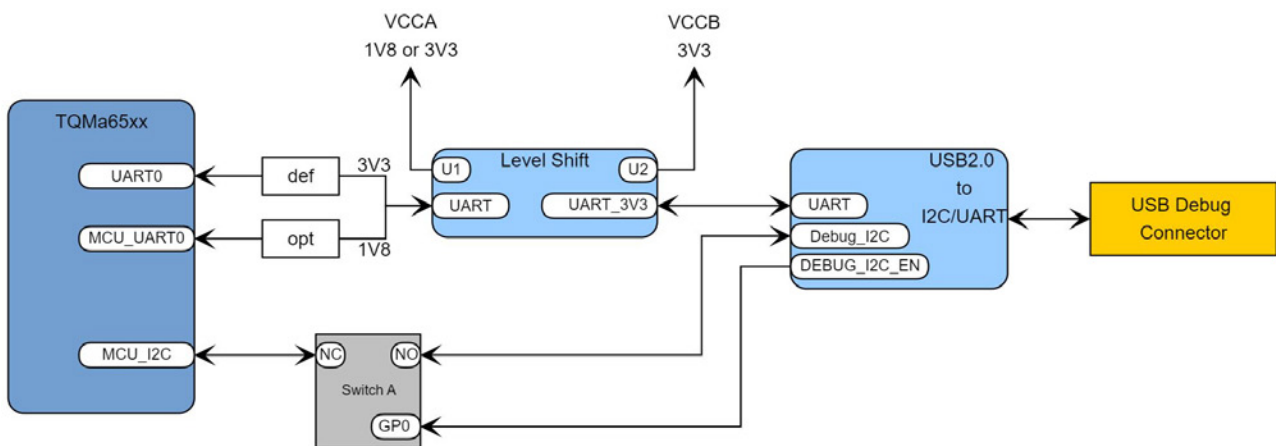 VCCA
1V8 or 3V3
VCCB
3V3
TQMa65xx
UART0
MCU_UART0
MCU_I2C
def
opt
3V3
1V8
Level Shift
U1
U2
UART
UART_3V3
USB2.0
to
I2C/UART
UART
Debug_I2C
DEBUG_I2C_EN
USB Debug
Connector
NC
NO
Switch A
GP0